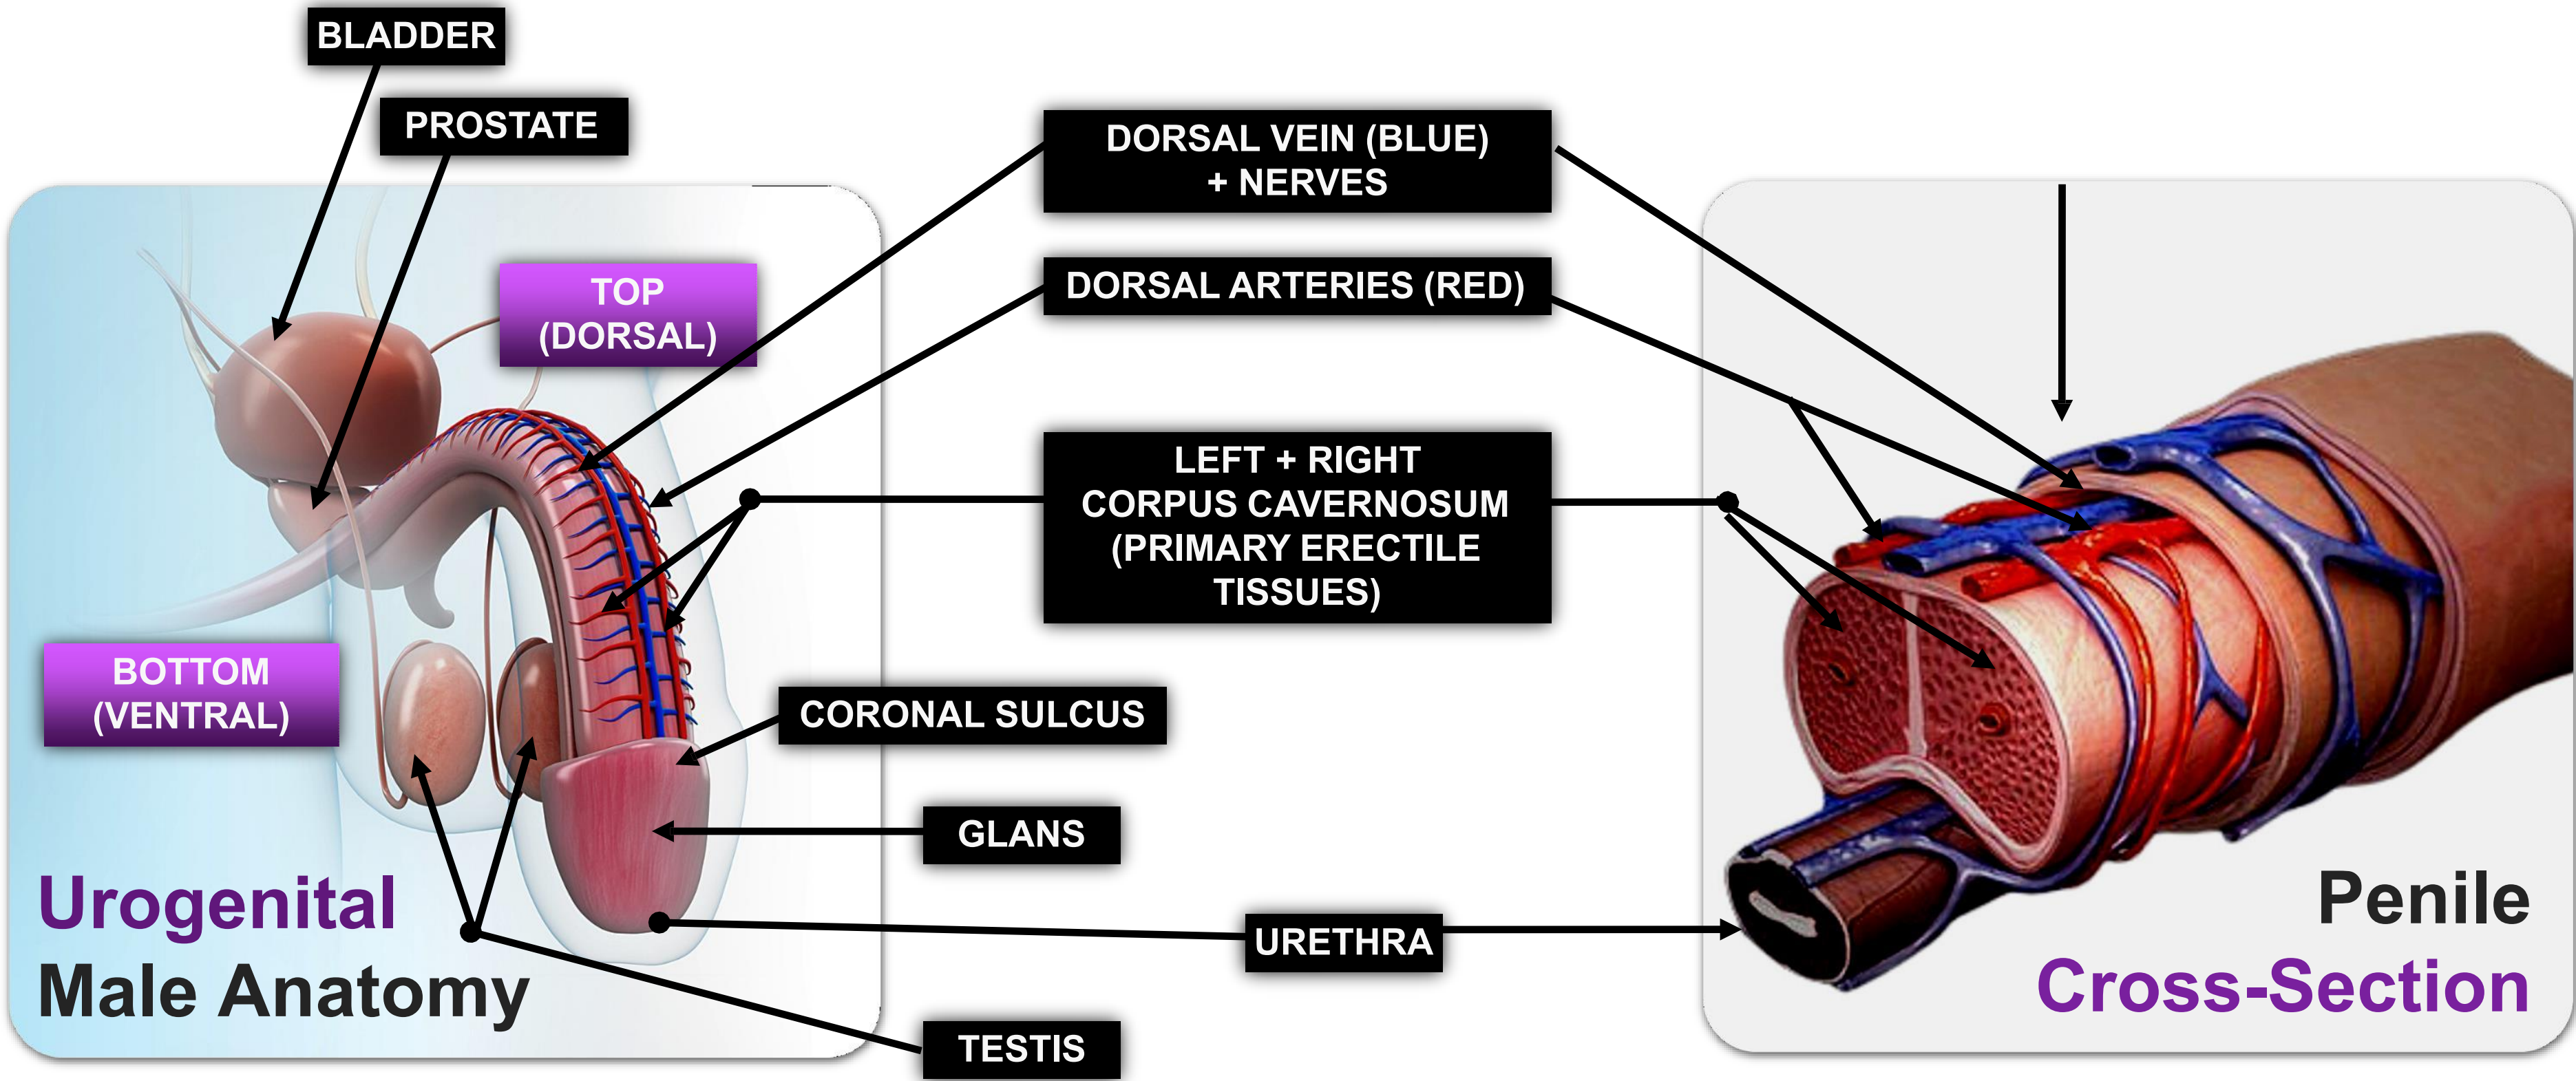 BLADDER
PROSTATE
DORSAL VEIN (BLUE)
+ NERVES
TOP
(DORSAL)
DORSAL ARTERIES (RED)
LEFT + RIGHT
CORPUS CAVERNOSUM
(PRIMARY ERECTILE
TISSUES)
BOTTOM
(VENTRAL)
CORONAL SULCUS
GLANS
Urogenital
Male Anatomy
URETHRA
Penile
Cross-Section
TESTIS